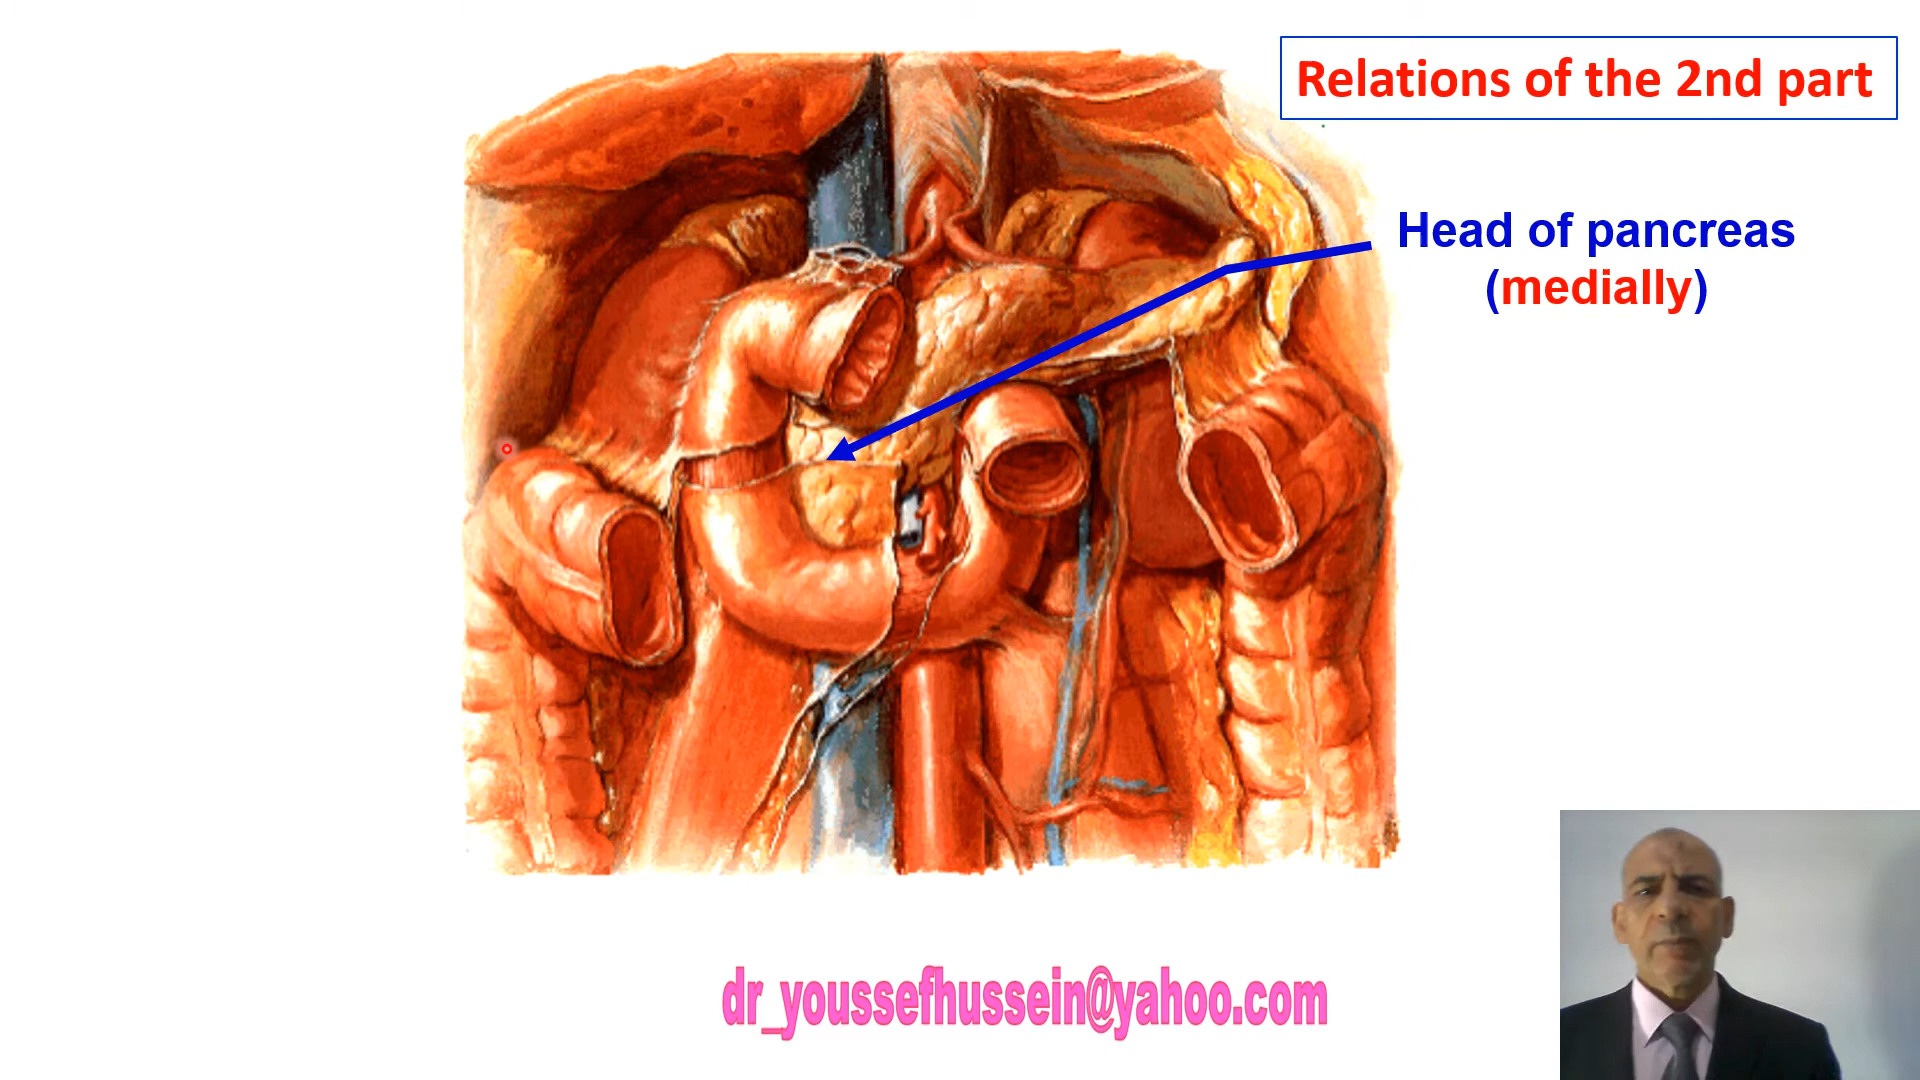 Relations of the 2nd part
Head of pancreas
(medially)
dr_youssefhussein@yahoo.com